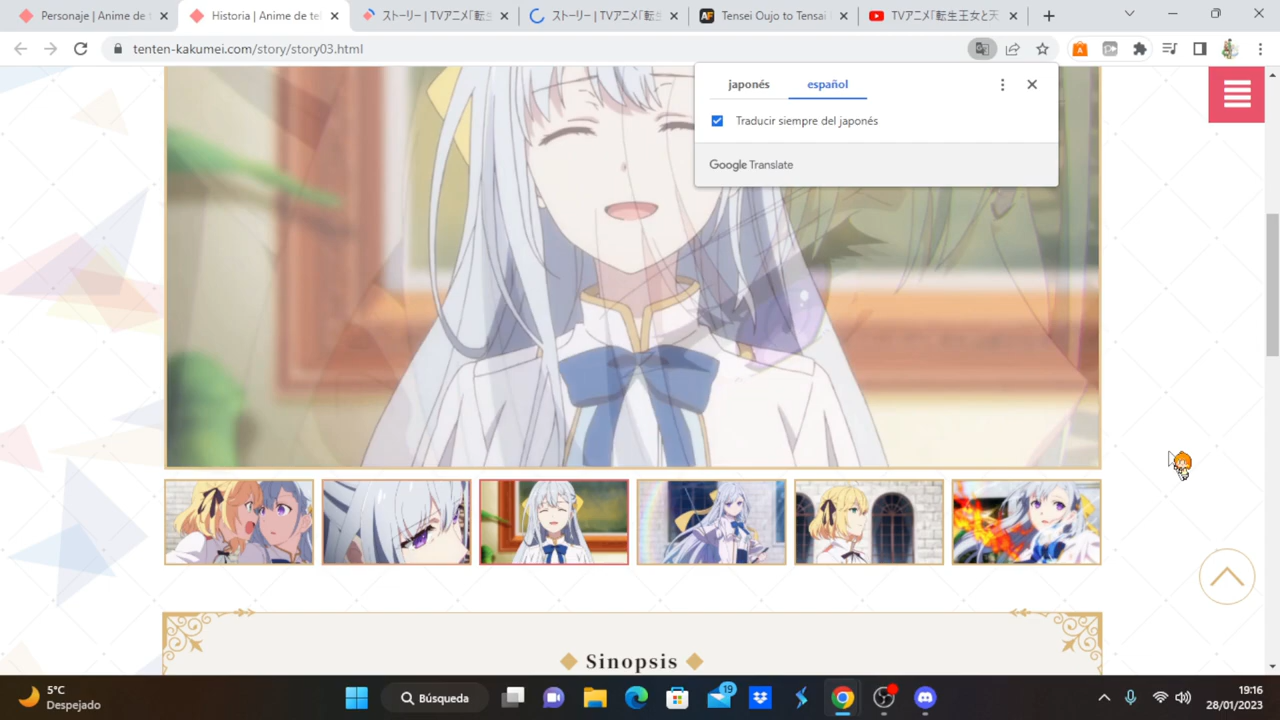 Personaje | Anime de t
Historia | Anime de te
ストーリー | TVアニメ「転生
ストーリー | TVアニメ「転生
Tensei Oujo to Tensai
TVアニメ「転生王女と天
tenten-kakumei.com/story/story03.html
japonés
español
Traducir siempre del japonés
Google Translate
Sinopsis
5°C
Despejado
Búsqueda
19
19:16
28/01/2023